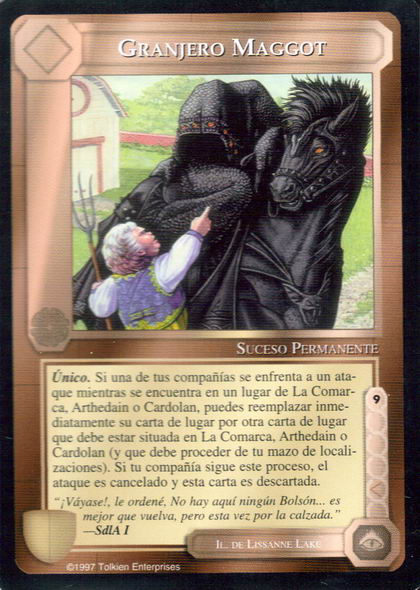 GRANJERO MAGGOT
SUCESO PERMANENTE
Único. Si una de tus compañías se enfrenta a un ata-
que mientras se encuentra en un lugar de La Comar-
ca, Arthedain o Cardolan, puedes reemplazar inme-
diatamente su carta de lugar por otra carta de lugar
que debe estar situada en La Comarca, Arthedain o
Cardolan (y que debe proceder de tu mazo de locali-
zaciones). Si tu compañía sigue este proceso, el
ataque es cancelado y esta carta es descartada.
9
“¡Váyase!, le ordené, No hay aquí ningún Bolsón... es
mejor que vuelva, pero esta vez por la calzada.”
—SdlA I
IL. DE LISSANNE LAKE
©1997 Tolkien Enterprises